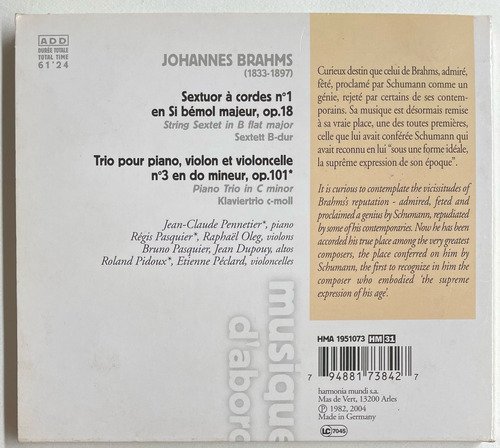 ADD
DURÉE TOTALE
TOTAL TIME
61'24
JOHANNES BRAHMS
(1833-1897)
Sextuor à cordes n°1
en Si bémol majeur, op.18
String Sextet in B flat major
Sextett B-dur
Trio pour piano, violon et violoncelle
n°3 en do mineur, op.101*
Piano Trio in C minor
Klaviertrio c-moll
Jean-Claude Pennetier*, piano
Régis Pasquier*, Raphaël Oleg, violons
Bruno Pasquier, Jean Dupouy, altos
Roland Pidoux*, Etienne Péclard, violoncelles
musique
d'abord
Curieux destin que celui de Brahms, admiré,
fêté, proclamé par Schumann comme un
génie, rejeté par certains de ses contem-
porains. Sa musique est désormais remise
à sa vraie place, une des toutes premières,
celle que lui avait conférée Schumann qui
avait reconnu en lui "sous une forme idéale,
la suprême expression de son époque".
It is curious to contemplate the vicissitudes of
Brahms's reputation - admired, feted and
proclaimed a genius by Schumann, repudiated
by some of his contemporaries. Now he has been
accorded his true place among the very greatest
composers, the place conferred on him by
Schumann, the first to recognize in him the
composer who embodied 'the supreme
expression of his age'.
HMA 1951073 HM 31
7 94881 73842 7
harmonia mundi s.a.
Mas de Vert, 13200 Arles
Ⓟ 1982, 2004
Made in Germany
LC 7045